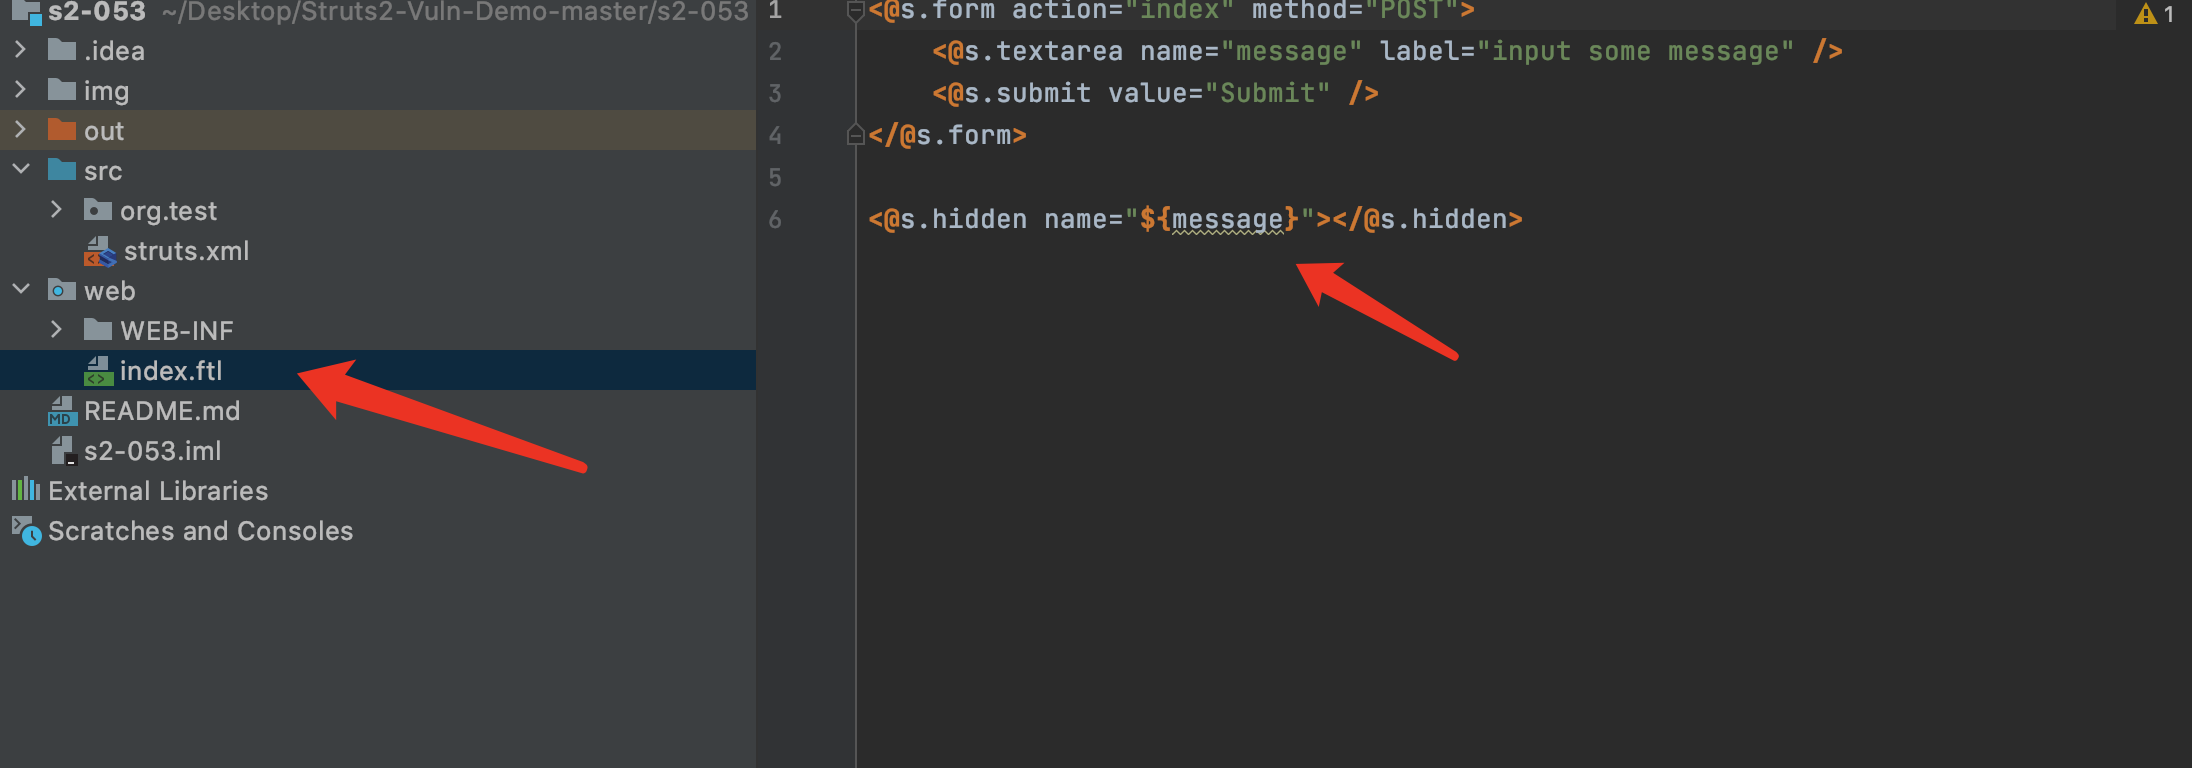 s2-053 ~/Desktop/Struts2-Vuln-Demo-master/s2-053
.idea
img
out
src
org.test
struts.xml
web
WEB-INF
index.ftl
README.md
s2-053.iml
External Libraries
Scratches and Consoles
1 <@s.form action="index" method="POST">
2 <@s.textarea name="message" label="input some message" />
3 <@s.submit value="Submit" />
4 </@s.form>
5
6 <@s.hidden name="${message}"></@s.hidden>
1